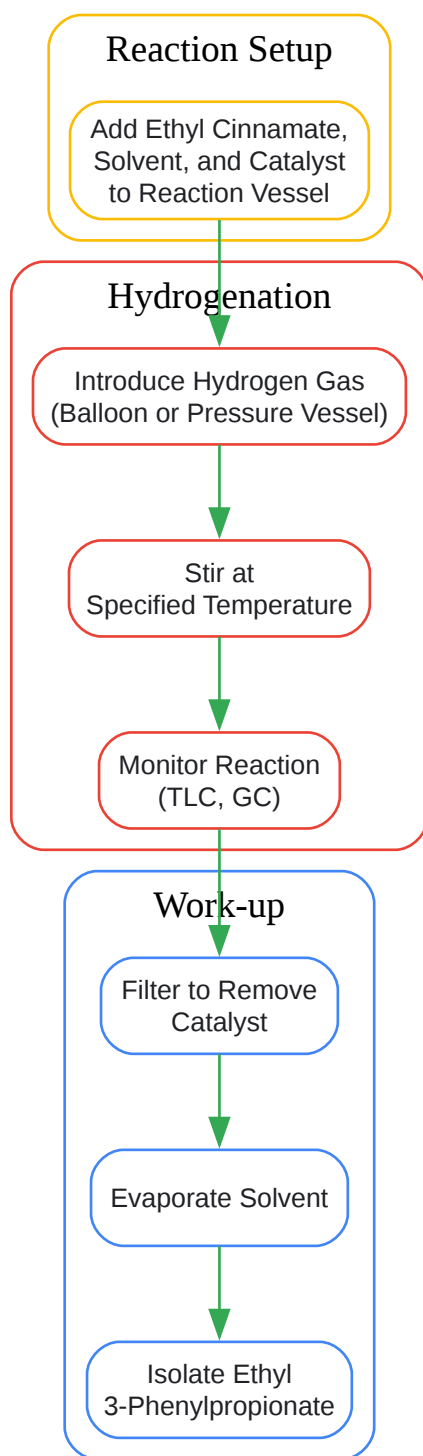 Reaction Setup
Add Ethyl Cinnamate,
Solvent, and Catalyst
to Reaction Vessel
Hydrogenation
Introduce Hydrogen Gas
(Balloon or Pressure Vessel)
Stir at
Specified Temperature
Monitor Reaction
(TLC, GC)
Work-up
Filter to Remove
Catalyst
Evaporate Solvent
Isolate Ethyl
3-Phenylpropionate